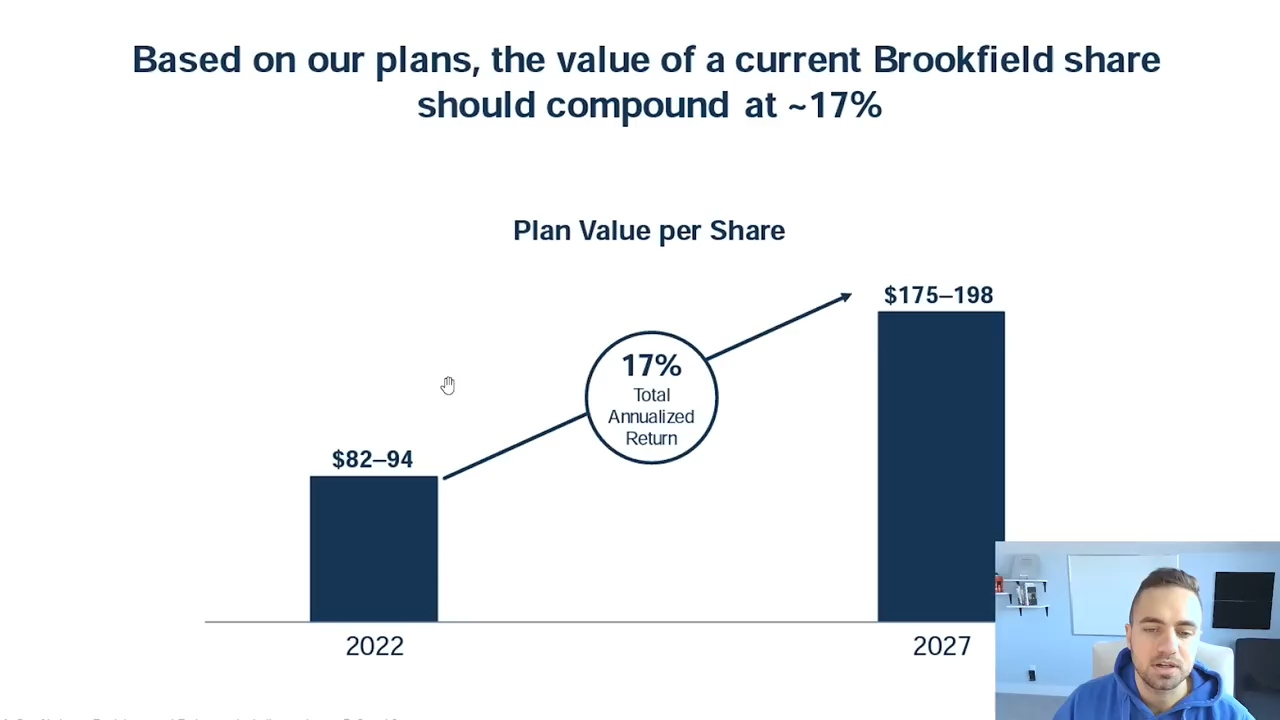 Based on our plans, the value of a current Brookfield share
should compound at ~17%
Plan Value per Share
$175–198
17%
Total
Annualized
Return
$82–94
2022
2027